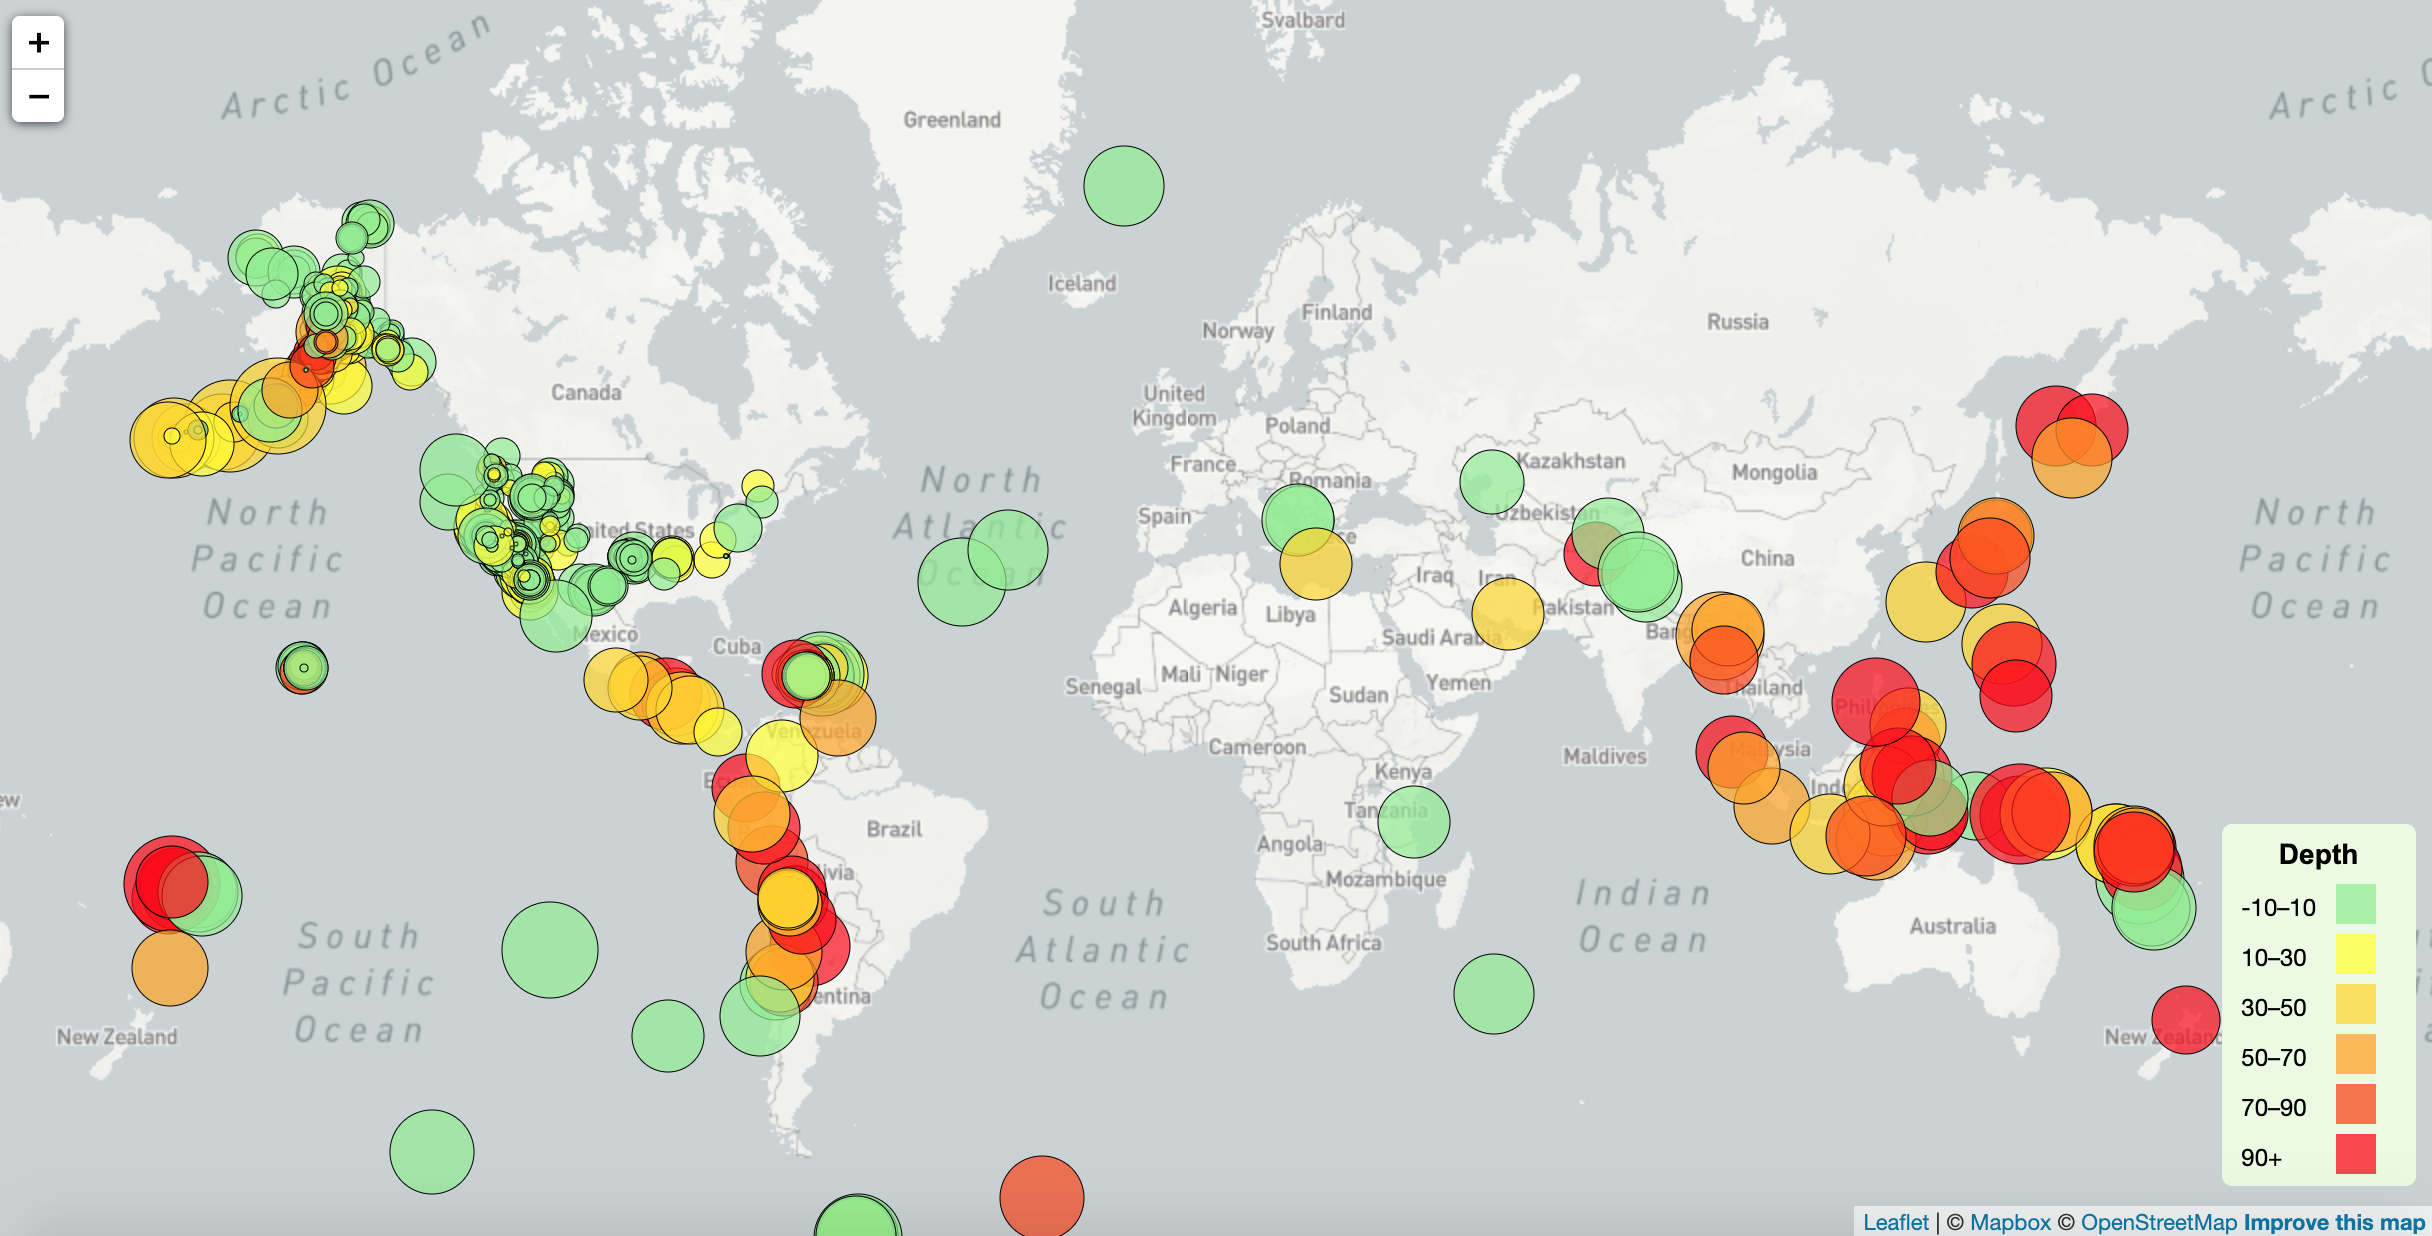 +
−
Svalbard
Arctic Ocean
Arctic
Greenland
Iceland
Norway
Finland
Russia
Canada
United
Kingdom
Poland
France
Romania
Spain
Kazakhstan
Mongolia
Uzbekistan
North
Pacific
Ocean
North
Atlantic
Ocean
North
Pacific
Ocean
United States
China
Iraq
Iran
Pakistan
Algeria
Libya
Saudi Arabia
Mexico
Cuba
Mali
Niger
Senegal
Sudan
Yemen
Thailand
Philippines
Venezuela
Cameroon
Maldives
Malaysia
Kenya
Tanzania
Brazil
Angola
Mozambique
South Africa
South
Atlantic
Ocean
Indian
Ocean
Australia
South
Pacific
Ocean
New Zealand
New Zealand
Depth
-10–10
10–30
30–50
50–70
70–90
90+
Leaflet | © Mapbox © OpenStreetMap Improve this map